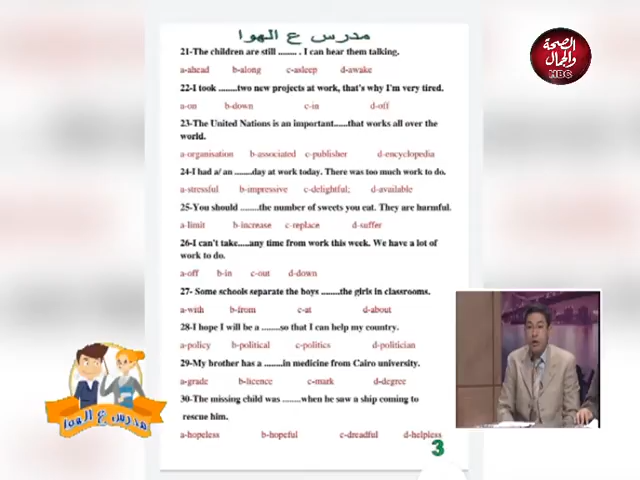 مدرس ع الهوا
الصحة
والجمال
MBC
21-The children are still ........ . I can hear them talking.
a-ahead b-along c-asleep d-awake
22-I took ........two new projects at work, that's why I'm very tired.
a-on b-down c-in d-off
23-The United Nations is an important......that works all over the
world.
a-organisation b-associated c-publisher d-encyclopedia
24-I had a/ an ........day at work today. There was too much work to do.
a-stressful b-impressive c-delightful; d-available
25-You should ........the number of sweets you eat. They are harmful.
a-limit b-increase c-replace d-suffer
26-I can't take.....any time from work this week. We have a lot of
work to do.
a-off b-in c-out d-down
27- Some schools separate the boys ........the girls in classrooms.
a-with b-from c-at d-about
28-I hope I will be a ........so that I can help my country.
a-policy b-political c-politics d-politician
29-My brother has a ........in medicine from Cairo university.
a-grade b-licence c-mark d-degree
30-The missing child was ........when he saw a ship coming to
rescue him.
a-hopeless b-hopeful c-dreadful d-helpless
3
مدرس ع الهوا